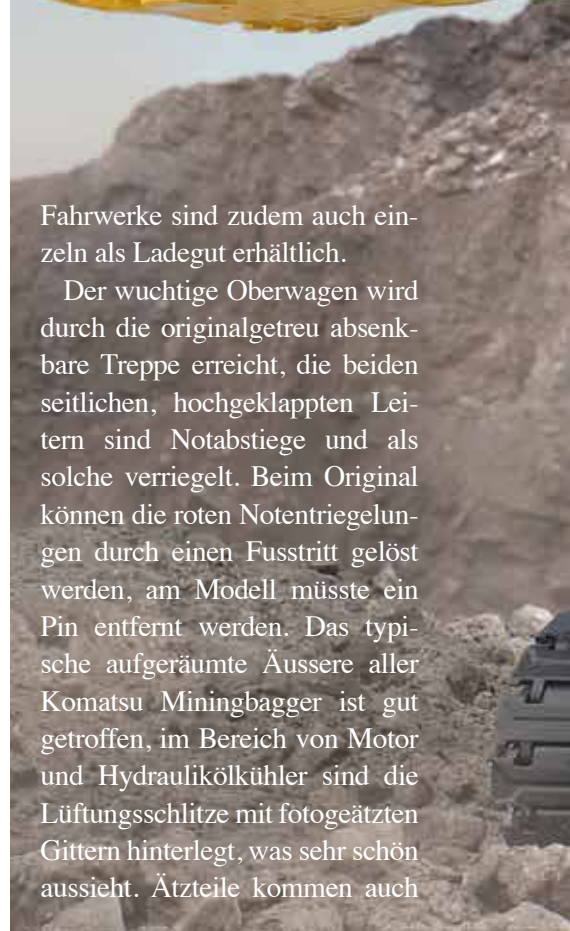 Fahrwerke sind zudem auch ein-
zeln als Ladegut erhältlich.
Der wuchtige Oberwagen wird
durch die originalgetreu absenk-
bare Treppe erreicht, die beiden
seitlichen, hochgeklappten Lei-
tern sind Notabstiege und als
solche verriegelt. Beim Original
können die roten Notentriegelun-
gen durch einen Fusstritt gelöst
werden, am Modell müsste ein
Pin entfernt werden. Das typi-
sche aufgeräumte Äussere aller
Komatsu Miningbagger ist gut
getroffen, im Bereich von Motor
und Hydraulikölkühler sind die
Lüftungsschlitze mit fotogeätzten
Gittern hinterlegt, was sehr schön
aussieht. Ätzteile kommen auch